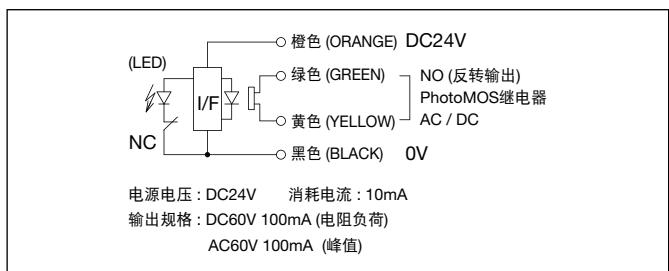 橙色 (ORANGE) DC24V
(LED)
绿色 (GREEN) NO (反转输出)
I/F
PhotoMOS继电器
黄色 (YELLOW) AC / DC
NC
黑色 (BLACK) 0V
电源电压 : DC24V 消耗电流 : 10mA
输出规格 : DC60V 100mA (电阻负荷)
AC60V 100mA (峰值)